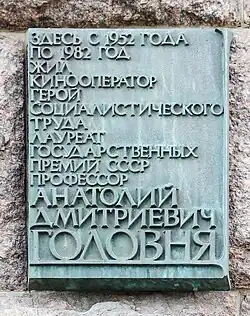 ЗДЕСЬ С 1952 ГОДА
ПО 1982 ГОД
ЖИЛ
КИНООПЕРАТОР
ГЕРОЙ
СОЦИАЛИСТИЧЕСКОГО
ТРУДА
ЛАУРЕАТ
ГОСУДАРСТВЕННЫХ
ПРЕМИЙ СССР
ПРОФЕССОР
АНАТОЛИЙ
ДМИТРИЕВИЧ
ГОЛОВНЯ